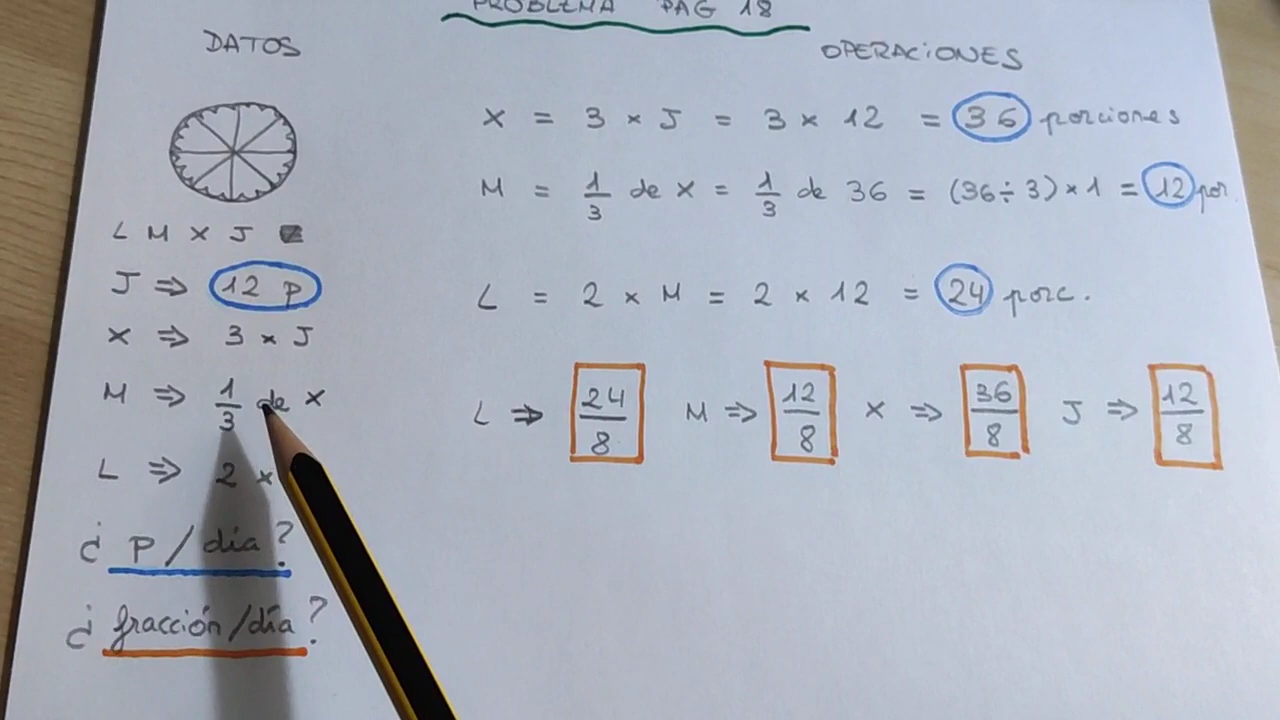 PROBLEMA PAG 18
DATOS
L M X J
J ⇒ 12 p
X ⇒ 3 × J
M ⇒ 1/3 de X
L ⇒ 2 ×
¿ P / día ?
¿ fracción / día ?
OPERACIONES
X = 3 × J = 3 × 12 = 36 porciones
M = 1/3 de X = 1/3 de 36 = (36÷3) × 1 = 12 por.
L = 2 × M = 2 × 12 = 24 porc.
L ⇒ 24/8 M ⇒ 12/8 X ⇒ 36/8 J ⇒ 12/8